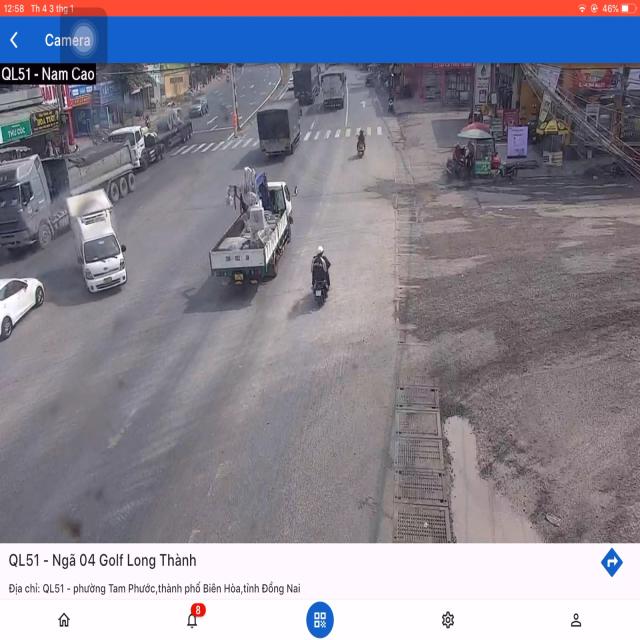 12:58 Th 4 3 thg 1
46%
Camera
QL51 - Nam Cao
THUỐC
QL51 - Ngã 04 Golf Long Thành
Địa chỉ: QL51 - phường Tam Phước,thành phố Biên Hòa,tỉnh Đồng Nai
8